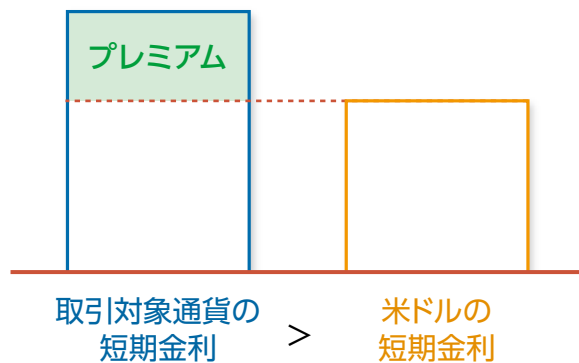 プレミアム
取引対象通貨の
短期金利
>
米ドルの
短期金利